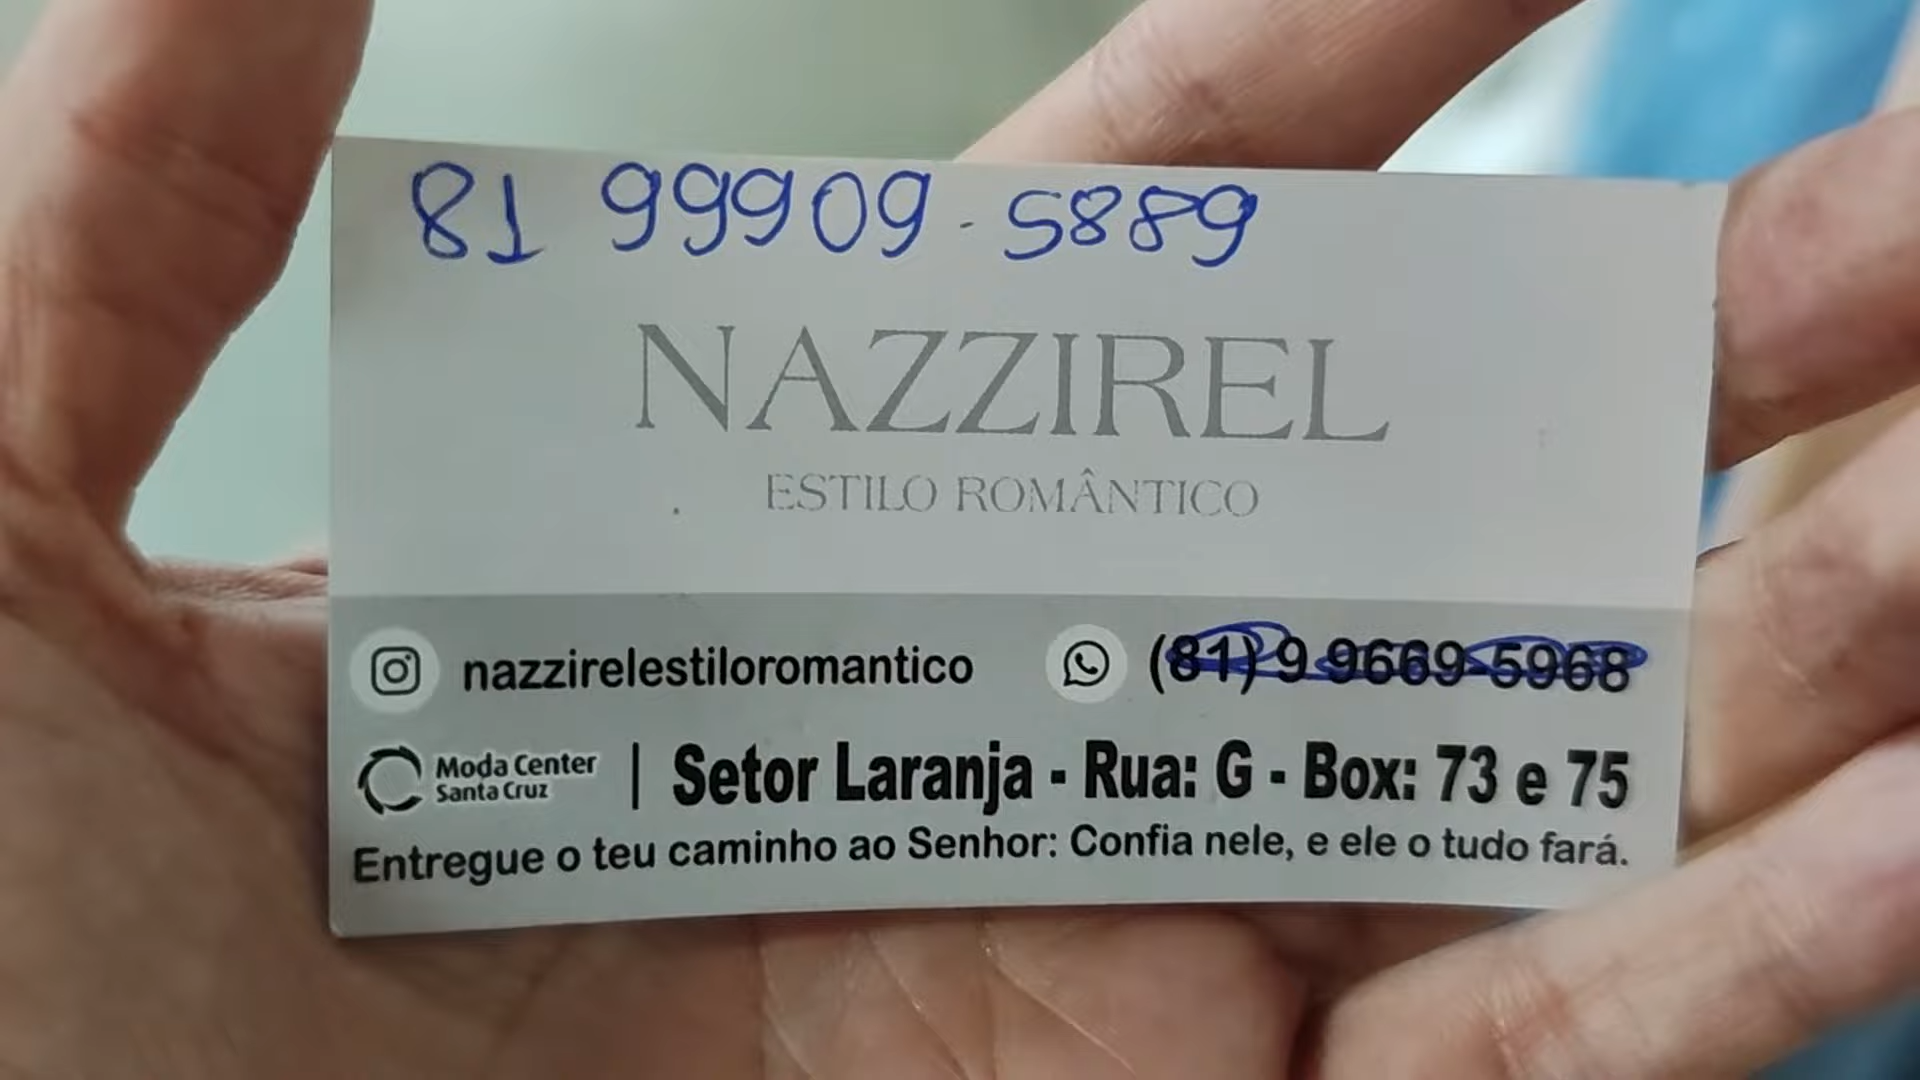 81 99909-5889
NAZZIREL
ESTILO ROMÂNTICO
nazzirelestiloromantico
(81) 9 9669-5968
Moda Center
Santa Cruz
| Setor Laranja - Rua: G - Box: 73 e 75
Entregue o teu caminho ao Senhor: Confia nele, e ele o tudo fará.